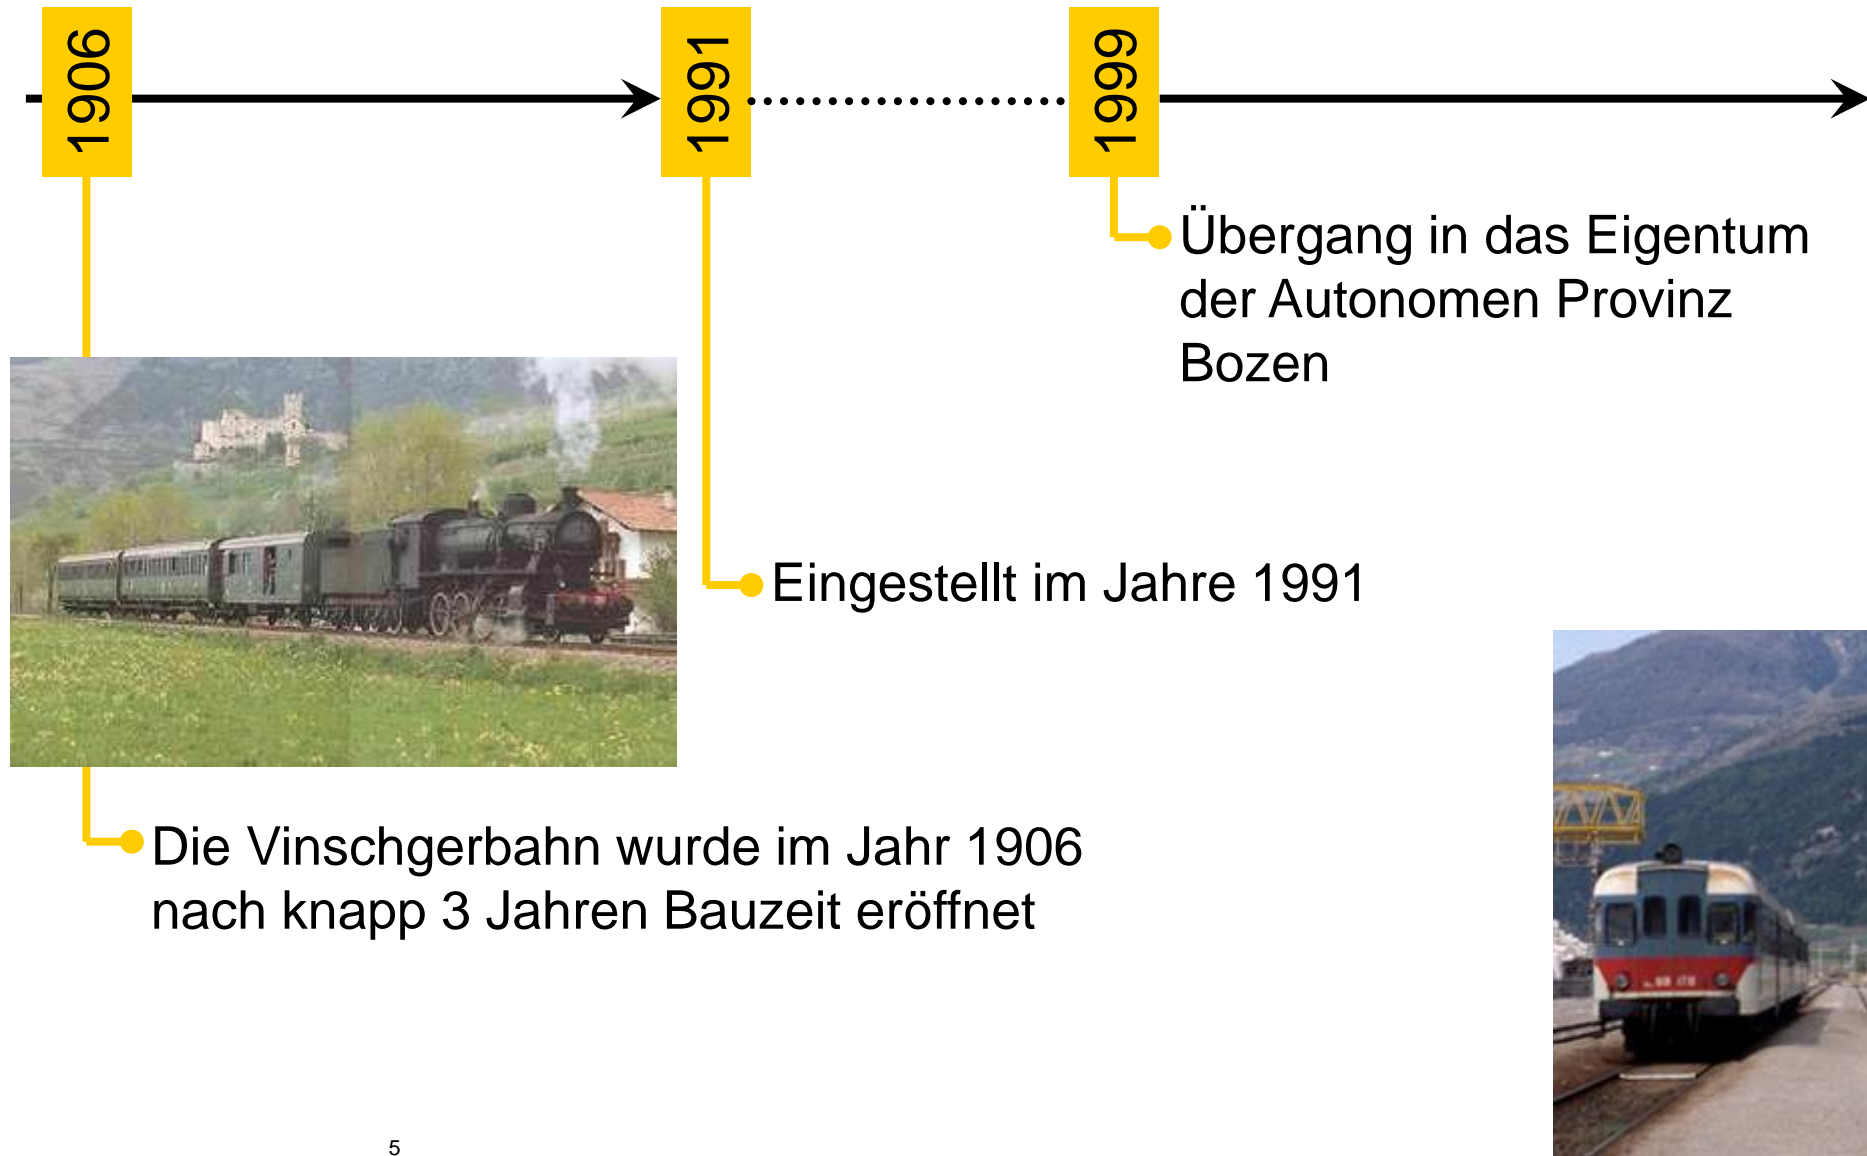 1906
1991
1999
Übergang in das Eigentum
der Autonomen Provinz
Bozen
Eingestellt im Jahre 1991
Die Vinschgerbahn wurde im Jahr 1906
nach knapp 3 Jahren Bauzeit eröffnet
5